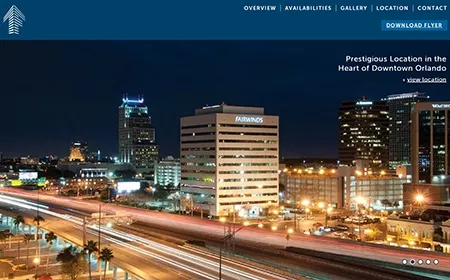 OVERVIEW | AVAILABILITIES | GALLERY | LOCATION | CONTACT
DOWNLOAD FLYER
Prestigious Location in the
Heart of Downtown Orlando
view location
FAIRWINDS